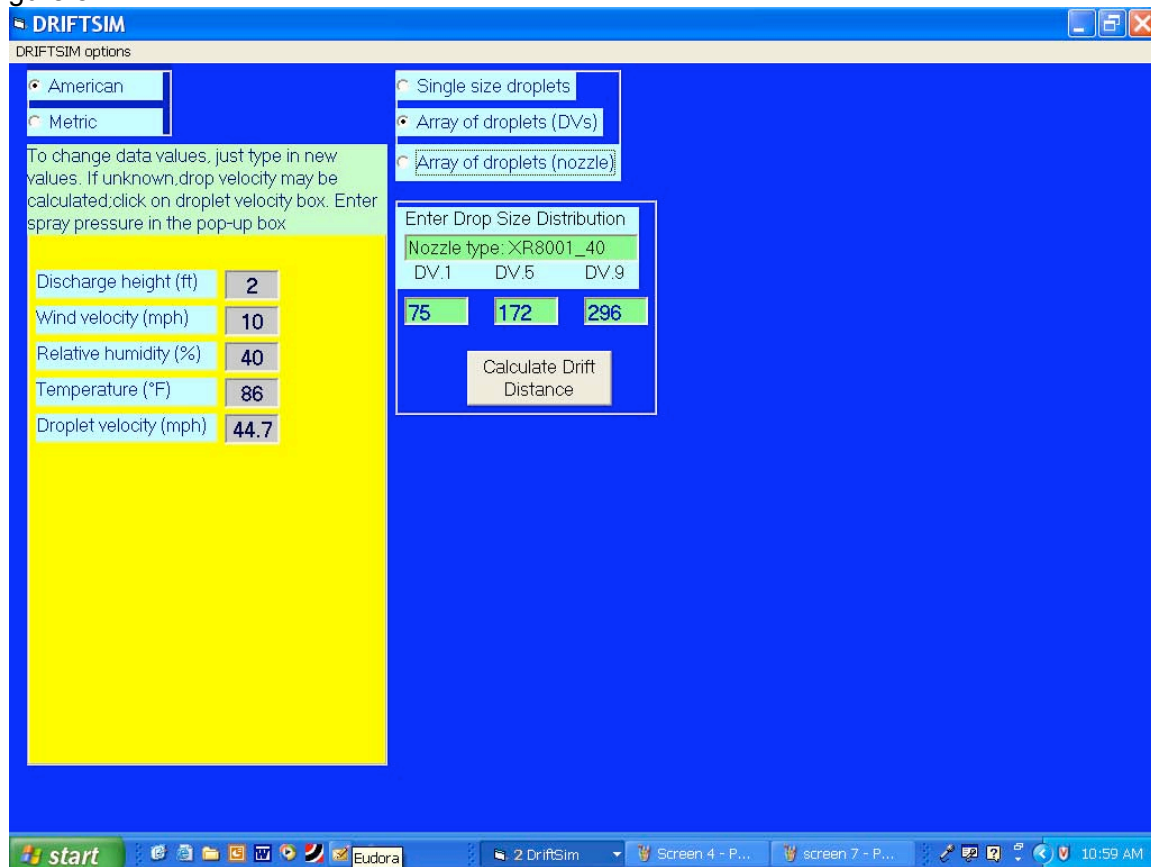 DRIFTSIM
DRIFTSIM options
American
Metric
To change data values, just type in new
values. If unknown,drop velocity may be
calculated;click on droplet velocity box. Enter
spray pressure in the pop-up box
Discharge height (ft) 2
Wind velocity (mph) 10
Relative humidity (%) 40
Temperature (°F) 86
Droplet velocity (mph) 44.7
Single size droplets
Array of droplets (DVs)
Array of droplets (nozzle)
Enter Drop Size Distribution
Nozzle type: XR8001_40
DV.1 DV.5 DV.9
75 172 296
Calculate Drift
Distance
start
Eudora
2 DriftSim
Screen 4 - P...
screen 7 - P...
10:59 AM